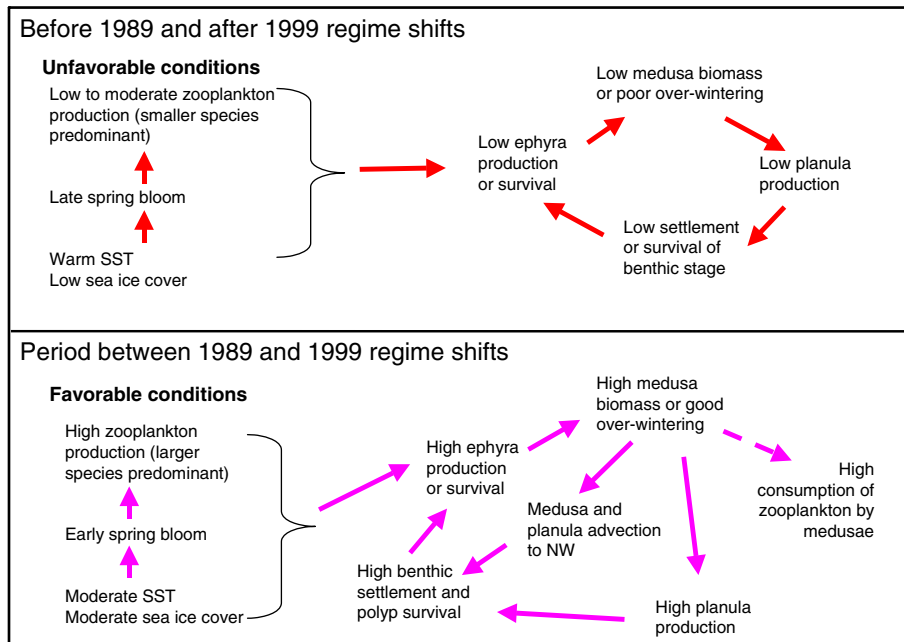 Before 1989 and after 1999 regime shifts
Unfavorable conditions
Low to moderate zooplankton
production (smaller species
predominant)
Late spring bloom
Warm SST
Low sea ice cover
Low ephyra
production
or survival
Low medusa biomass
or poor over-wintering
Low planula
production
Low settlement
or survival of
benthic stage
Period between 1989 and 1999 regime shifts
Favorable conditions
High zooplankton
production (larger
species predominant)
Early spring bloom
Moderate SST
Moderate sea ice cover
High ephyra
production
or survival
High medusa
biomass or good
over-wintering
High
consumption of
zooplankton by
medusae
Medusa and
planula advection
to NW
High benthic
settlement and
polyp survival
High planula
production